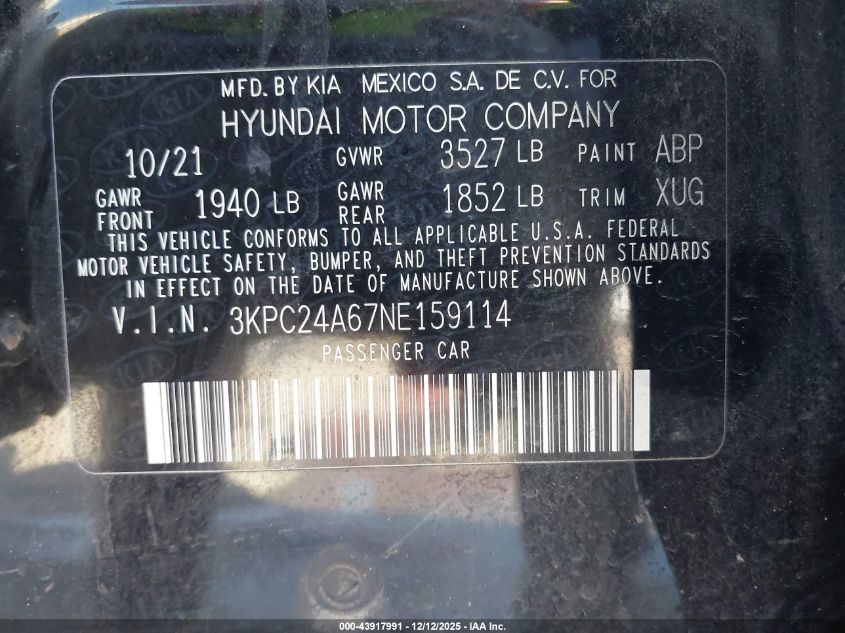 MFD. BY KIA MEXICO S.A. DE C.V. FOR
HYUNDAI MOTOR COMPANY
10/21 GVWR 3527 LB PAINT ABP
GAWR FRONT 1940 LB GAWR REAR 1852 LB TRIM XUG
THIS VEHICLE CONFORMS TO ALL APPLICABLE U.S.A. FEDERAL
MOTOR VEHICLE SAFETY, BUMPER, AND THEFT PREVENTION STANDARDS
IN EFFECT ON THE DATE OF MANUFACTURE SHOWN ABOVE.
V.I.N. 3KPC24A67NE159114
PASSENGER CAR
000-43917991 - 12/12/2025 - IAA Inc.